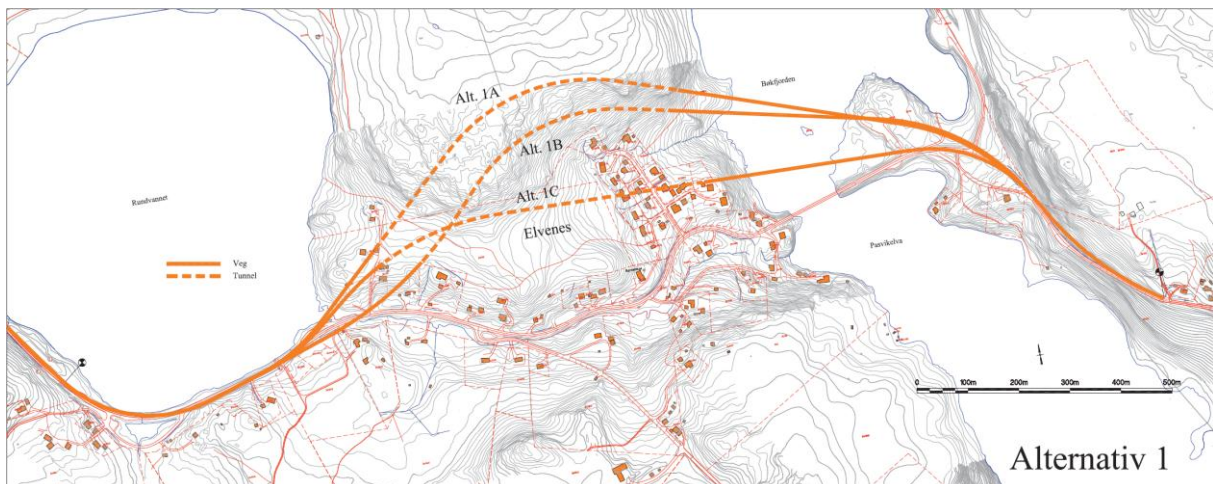 Alt. 1A
Bøkfjorden
Alt. 1B
Rundvannet
Alt. 1C
Elvenes
Pasvikelva
Veg
Tunnel
0 100m 200m 300m 400m 500m
Alternativ 1